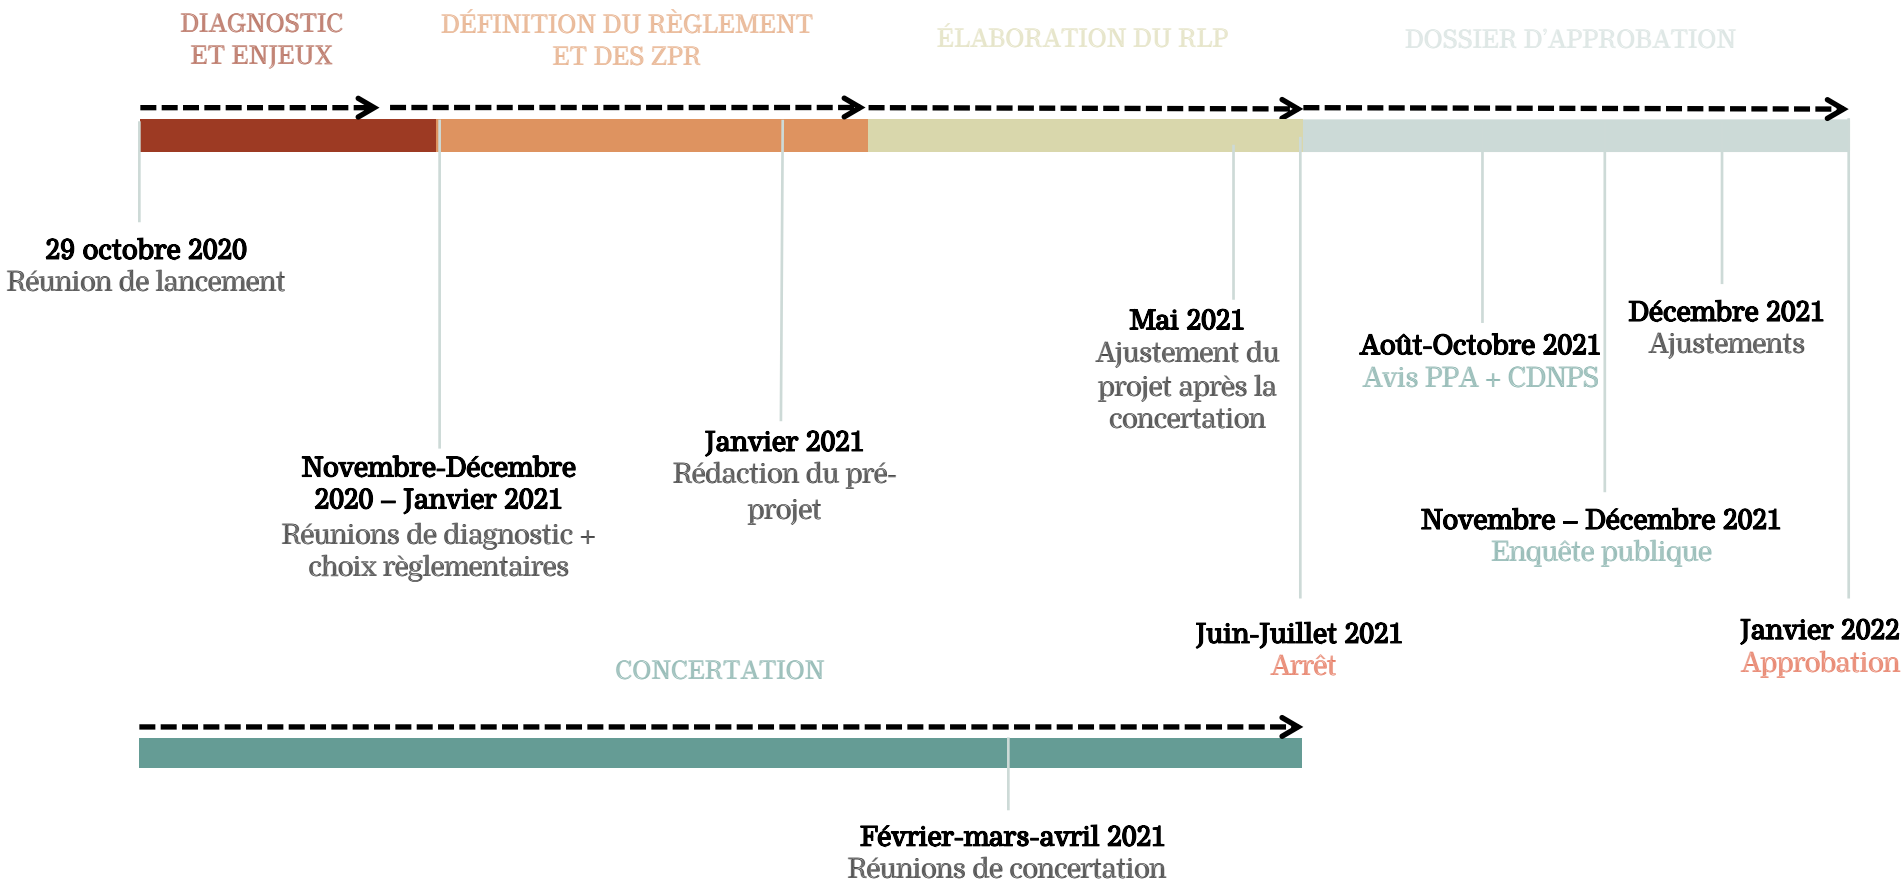 DIAGNOSTIC
ET ENJEUX
DÉFINITION DU RÈGLEMENT
ET DES ZPR
ÉLABORATION DU RLP
DOSSIER D'APPROBATION
29 octobre 2020
Réunion de lancement
Novembre-Décembre
2020 – Janvier 2021
Réunions de diagnostic +
choix règlementaires
Janvier 2021
Rédaction du pré-
projet
Mai 2021
Ajustement du
projet après la
concertation
Juin-Juillet 2021
Arrêt
Août-Octobre 2021
Avis PPA + CDNPS
Novembre – Décembre 2021
Enquête publique
Décembre 2021
Ajustements
Janvier 2022
Approbation
CONCERTATION
Février-mars-avril 2021
Réunions de concertation